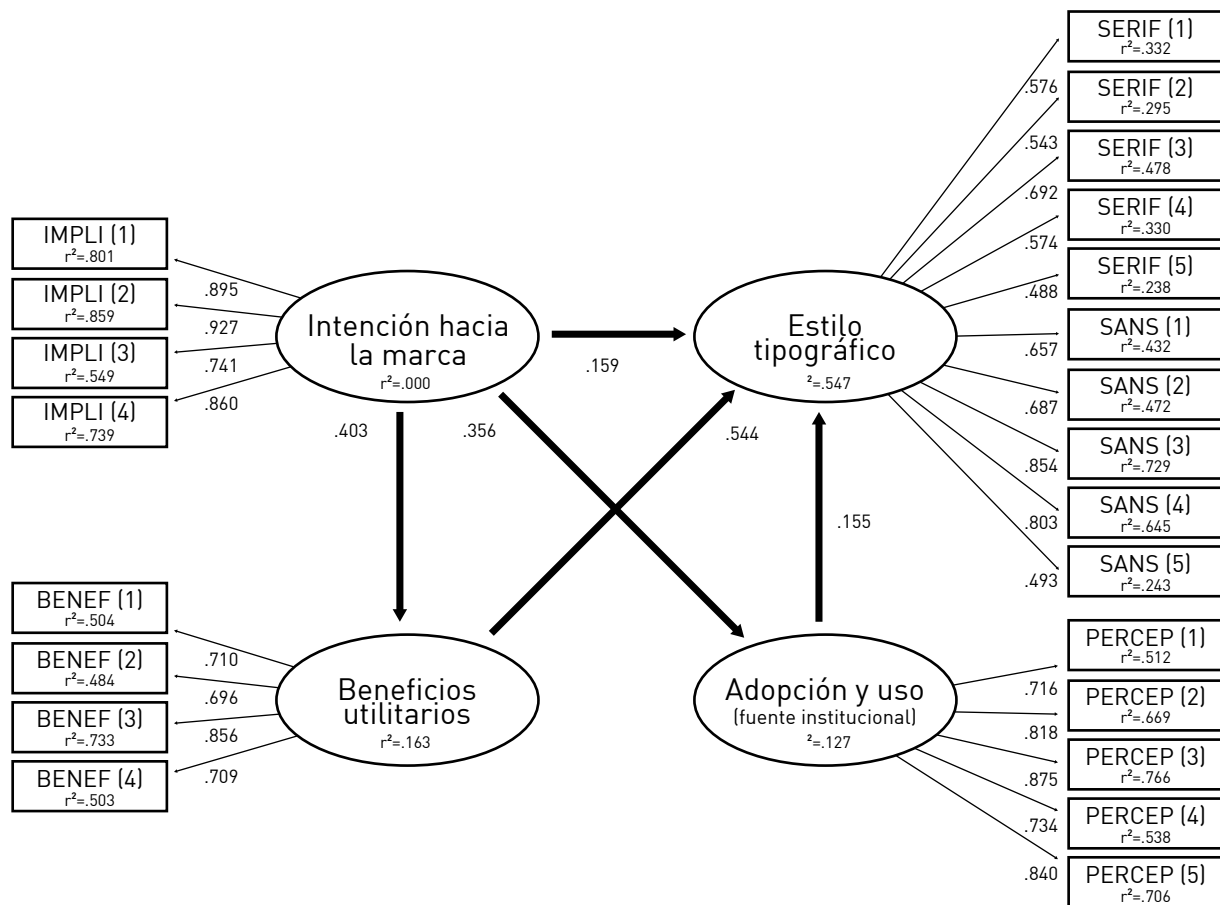 SERIF (1)
r²=.332
.576
SERIF (2)
r²=.295
.543
SERIF (3)
r²=.478
.692
SERIF (4)
r²=.330
.574
SERIF (5)
r²=.238
.488
SANS (1)
r²=.432
.657
SANS (2)
r²=.472
.687
SANS (3)
r²=.729
.854
SANS (4)
r²=.645
.803
SANS (5)
r²=.243
.493
IMPLI (1)
r²=.801
.895
IMPLI (2)
r²=.859
.927
IMPLI (3)
r²=.549
.741
IMPLI (4)
r²=.739
.860
Intención hacia
la marca
r²=.000
Estilo
tipográfico
²=.547
.159
.403
.356
.544
.155
BENEF (1)
r²=.504
.710
BENEF (2)
r²=.484
.696
BENEF (3)
r²=.733
.856
BENEF (4)
r²=.503
.709
Beneficios
utilitarios
r²=.163
Adopción y uso
(fuente institucional)
²=.127
PERCEP (1)
r²=.512
.716
PERCEP (2)
r²=.669
.818
PERCEP (3)
r²=.766
.875
PERCEP (4)
r²=.538
.734
PERCEP (5)
r²=.706
.840